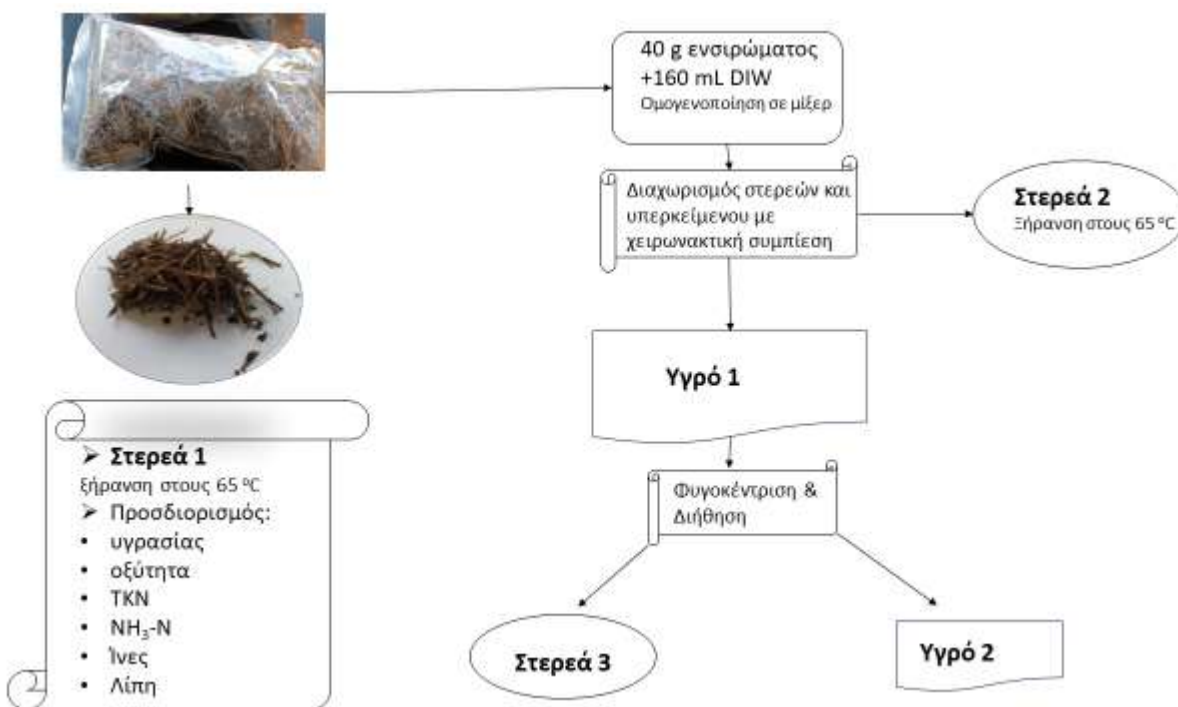 40 g ενσιρώματος
+160 mL DIW
Ομογενοποίηση σε μίξερ
Διαχωρισμός στερεών και
υπερκείμενου με
χειρωνακτική συμπίεση
Στερεά 2
Ξήρανση στους 65 ⁰C
Υγρό 1
➢ Στερεά 1
ξήρανση στους 65 ⁰C
➢ Προσδιορισμός:
• υγρασίας
• οξύτητα
• TKN
• NH₃-N
• Ίνες
• Λίπη
Φυγοκέντριση &
Διήθηση
Στερεά 3
Υγρό 2